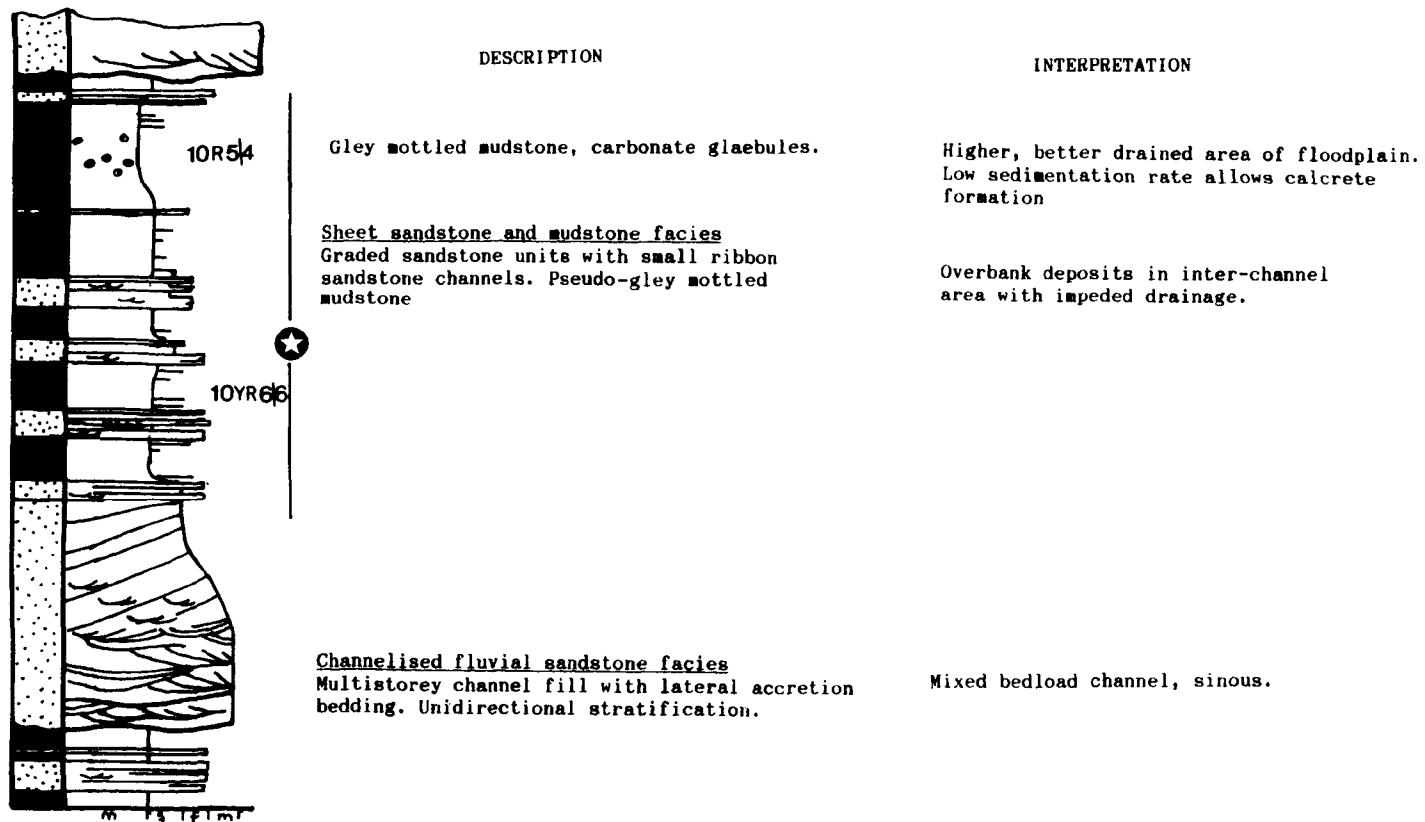 DESCRIPTION
INTERPRETATION
10R5/4
Gley mottled mudstone, carbonate glaebules.
Higher, better drained area of floodplain.
Low sedimentation rate allows calcrete
formation
Sheet sandstone and mudstone facies
Graded sandstone units with small ribbon
sandstone channels. Pseudo-gley mottled
mudstone
Overbank deposits in inter-channel
area with impeded drainage.
10YR6/6
Channelised fluvial sandstone facies
Multistorey channel fill with lateral accretion
bedding. Unidirectional stratification.
Mixed bedload channel, sinous.
m s f m